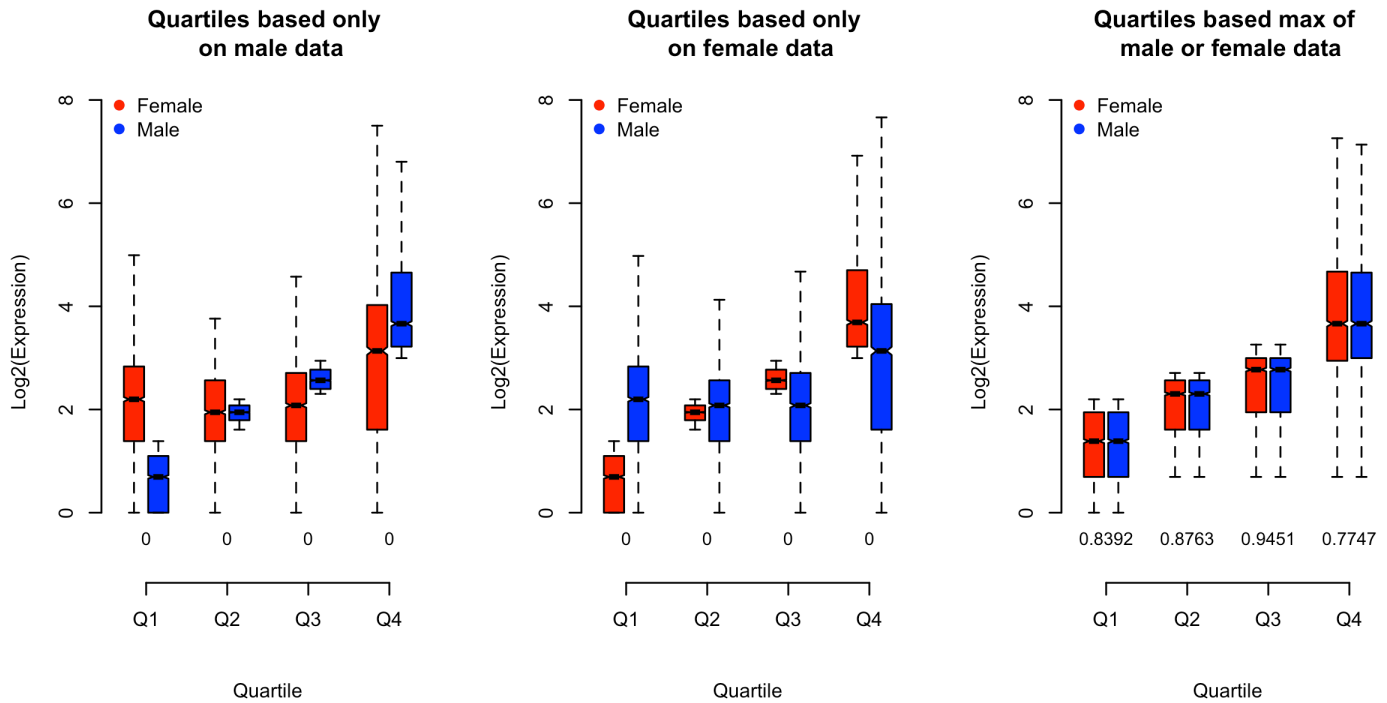 Quartiles based only
on male data
Female
Male
8
6
4
2
0
Log2(Expression)
0 0 0 0
Q1 Q2 Q3 Q4
Quartile
Quartiles based only
on female data
Female
Male
8
6
4
2
0
Log2(Expression)
0 0 0 0
Q1 Q2 Q3 Q4
Quartile
Quartiles based max of
male or female data
Female
Male
8
6
4
2
0
Log2(Expression)
0.8392 0.8763 0.9451 0.7747
Q1 Q2 Q3 Q4
Quartile